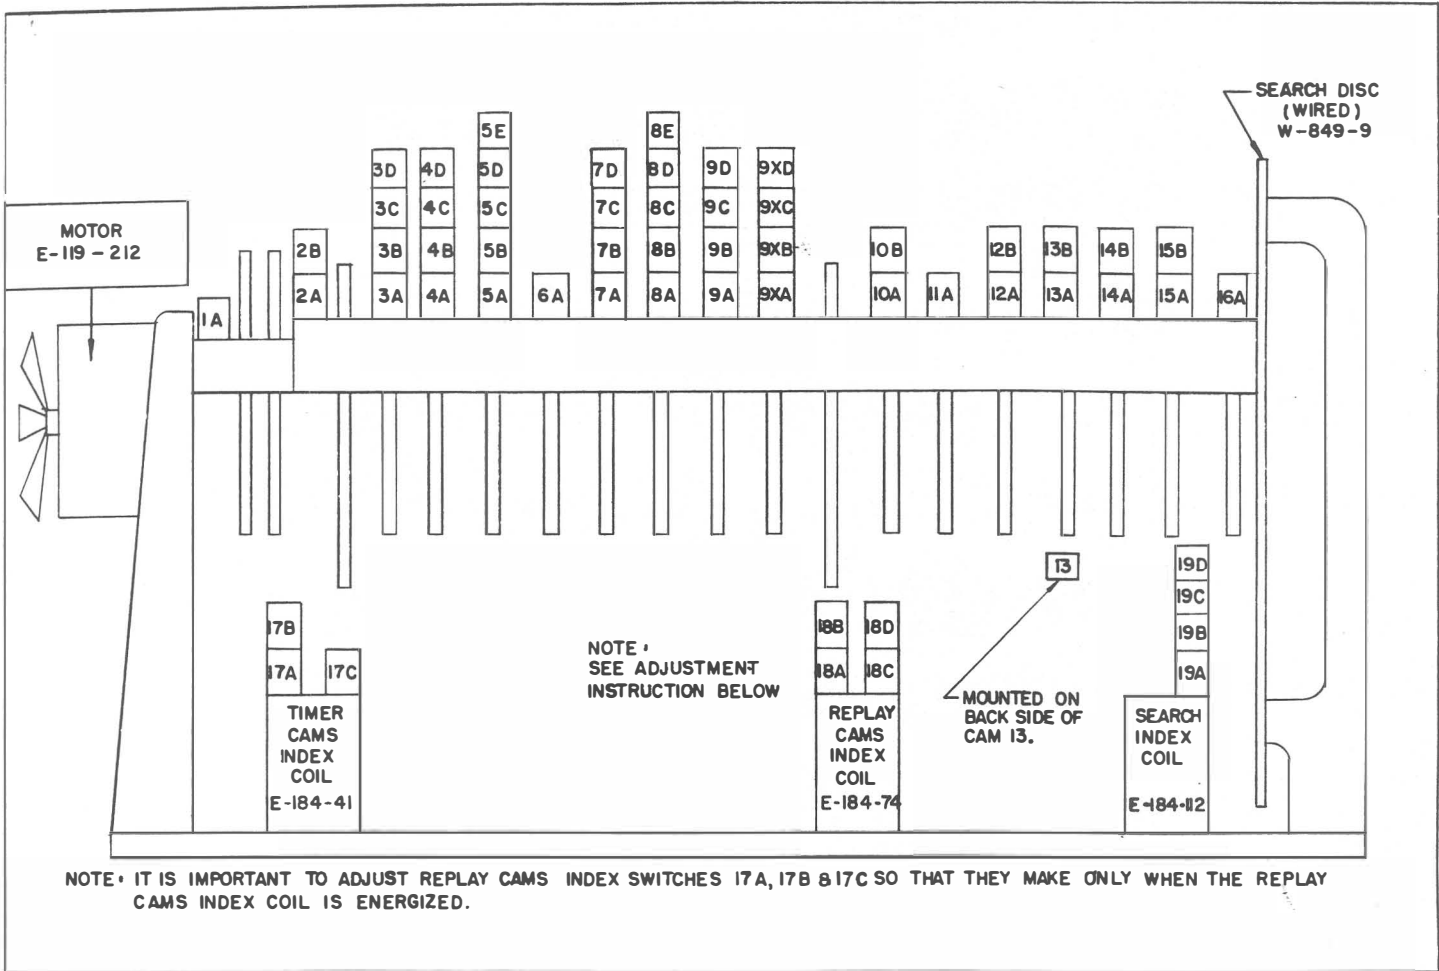 SEARCH DISC
(WIRED)
W-849-9
MOTOR
E-119-212
5E
8E
3D
4D
5D
7D
8D
9D
9XD
3C
4C
5C
7C
8C
9C
9XC
2B
3B
4B
5B
7B
8B
9B
9XB
10B
12B
13B
14B
15B
1A
2A
3A
4A
5A
6A
7A
8A
9A
9XA
10A
11A
12A
13A
14A
15A
16A
13
19D
19C
19B
19A
17B
17A
17C
18B
18D
18A
18C
NOTE:
SEE ADJUSTMENT
INSTRUCTION BELOW
MOUNTED ON
BACK SIDE OF
CAM 13.
TIMER
CAMS
INDEX
COIL
E-184-41
REPLAY
CAMS
INDEX
COIL
E-184-74
SEARCH
INDEX
COIL
E-184-112
NOTE: IT IS IMPORTANT TO ADJUST REPLAY CAMS INDEX SWITCHES 17A, 17B & 17C SO THAT THEY MAKE ONLY WHEN THE REPLAY
CAMS INDEX COIL IS ENERGIZED.